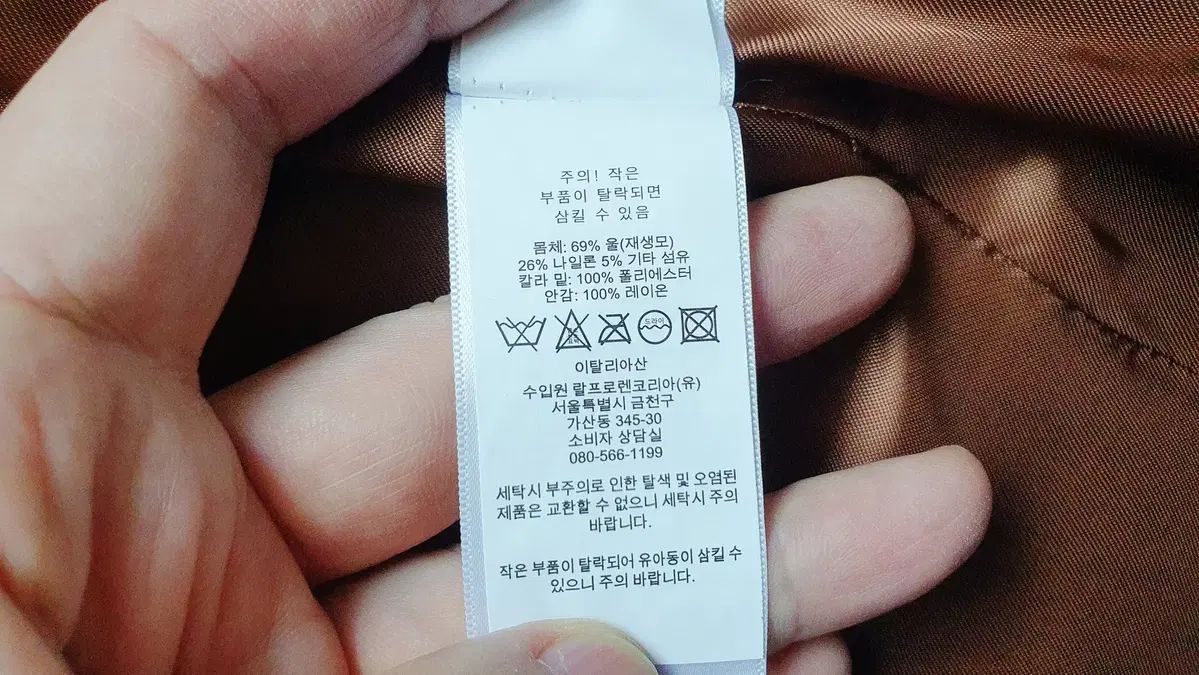 주의! 작은
부품이 탈락되면
삼킬 수 있음
몸체: 69% 울(재생모)
26% 나일론 5% 기타 섬유
칼라 밑: 100% 폴리에스터
안감: 100% 레이온
드라이
이탈리아산
수입원 랄프로렌코리아(유)
서울특별시 금천구
가산동 345-30
소비자 상담실
080-566-1199
세탁시 부주의로 인한 탈색 및 오염된
제품은 교환할 수 없으니 세탁시 주의
바랍니다.
작은 부품이 탈락되어 유아동이 삼킬 수
있으니 주의 바랍니다.